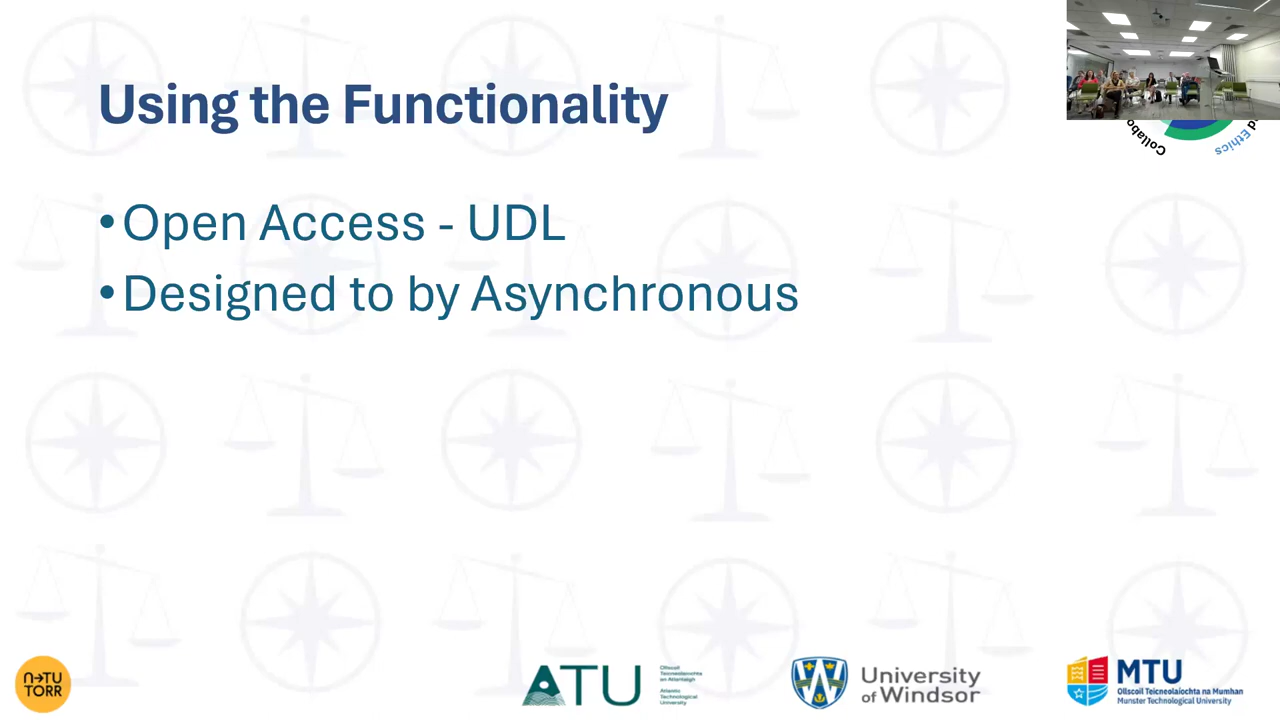 Using the Functionality
• Open Access - UDL
• Designed to by Asynchronous
Collabo
d Ethics
N→TU
TORR
ATU
Ollscoil
Teicneolaíochta
an Atlantaigh
Atlantic
Technological
University
University
of Windsor
MTU
Ollscoil Teicneolaíochta na Mumhan
Munster Technological University